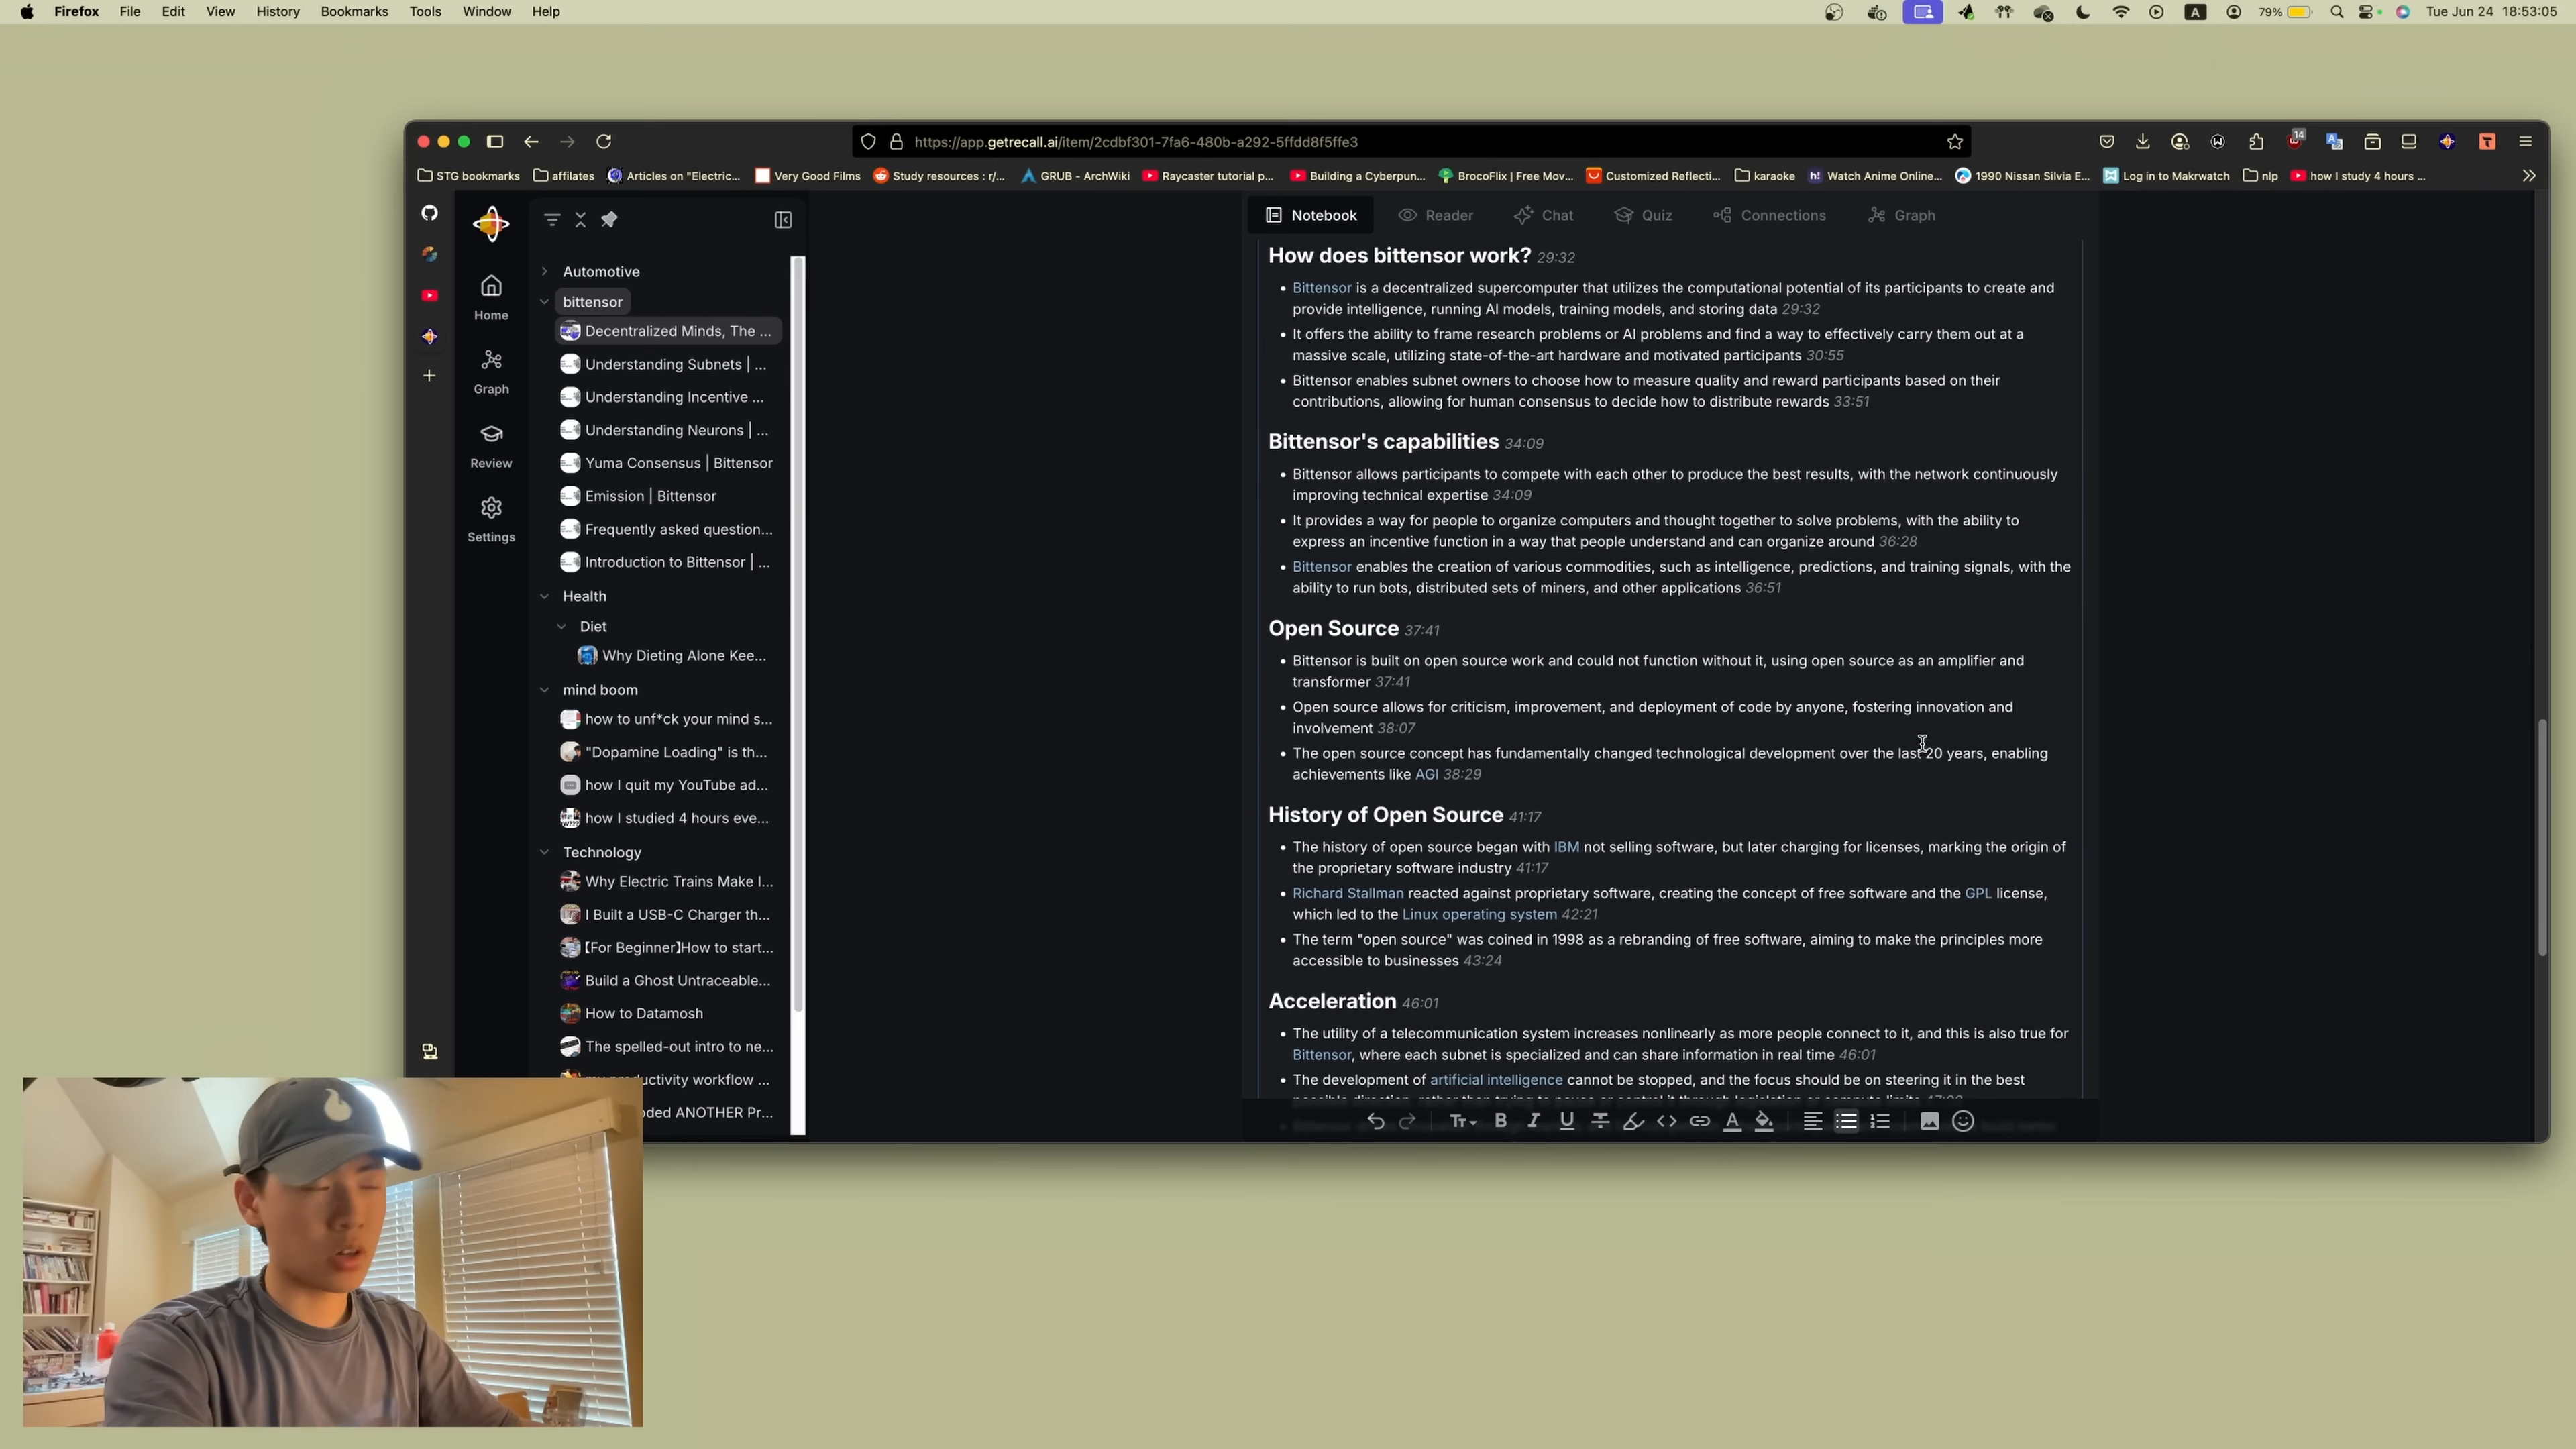 Firefox File Edit View History Bookmarks Tools Window Help
A 79% Tue Jun 24 18:53:05
https://app.getrecall.ai/item/2cdbf301-7fa6-480b-a292-5ffdd8f5ffe3
14
STG bookmarks affilates Articles on "Electric... Very Good Films Study resources : r/... GRUB - ArchWiki Raycaster tutorial p... Building a Cyberpun... BrocoFlix | Free Mov... Customized Reflecti... karaoke Watch Anime Online... 1990 Nissan Silvia E... Log in to Makrwatch nlp how I study 4 hours ...
Home
Graph
Review
Settings
Automotive
bittensor
Decentralized Minds, The ...
Understanding Subnets | ...
Understanding Incentive ...
Understanding Neurons | ...
Yuma Consensus | Bittensor
Emission | Bittensor
Frequently asked question...
Introduction to Bittensor | ...
Health
Diet
Why Dieting Alone Kee...
mind boom
how to unf*ck your mind s...
"Dopamine Loading" is th...
how I quit my YouTube ad...
how I studied 4 hours eve...
Technology
Why Electric Trains Make I...
I Built a USB-C Charger th...
【For Beginner】How to start...
Build a Ghost Untraceable...
How to Datamosh
The spelled-out intro to ne...
productivity workflow ...
ded ANOTHER Pr...
Notebook Reader Chat Quiz Connections Graph
How does bittensor work? 29:32
• Bittensor is a decentralized supercomputer that utilizes the computational potential of its participants to create and
provide intelligence, running AI models, training models, and storing data 29:32
• It offers the ability to frame research problems or AI problems and find a way to effectively carry them out at a
massive scale, utilizing state-of-the-art hardware and motivated participants 30:55
• Bittensor enables subnet owners to choose how to measure quality and reward participants based on their
contributions, allowing for human consensus to decide how to distribute rewards 33:51
Bittensor's capabilities 34:09
• Bittensor allows participants to compete with each other to produce the best results, with the network continuously
improving technical expertise 34:09
• It provides a way for people to organize computers and thought together to solve problems, with the ability to
express an incentive function in a way that people understand and can organize around 36:28
• Bittensor enables the creation of various commodities, such as intelligence, predictions, and training signals, with the
ability to run bots, distributed sets of miners, and other applications 36:51
Open Source 37:41
• Bittensor is built on open source work and could not function without it, using open source as an amplifier and
transformer 37:41
• Open source allows for criticism, improvement, and deployment of code by anyone, fostering innovation and
involvement 38:07
• The open source concept has fundamentally changed technological development over the last 20 years, enabling
achievements like AGI 38:29
History of Open Source 41:17
• The history of open source began with IBM not selling software, but later charging for licenses, marking the origin of
the proprietary software industry 41:17
• Richard Stallman reacted against proprietary software, creating the concept of free software and the GPL license,
which led to the Linux operating system 42:21
• The term "open source" was coined in 1998 as a rebranding of free software, aiming to make the principles more
accessible to businesses 43:24
Acceleration 46:01
• The utility of a telecommunication system increases nonlinearly as more people connect to it, and this is also true for
Bittensor, where each subnet is specialized and can share information in real time 46:01
• The development of artificial intelligence cannot be stopped, and the focus should be on steering it in the best